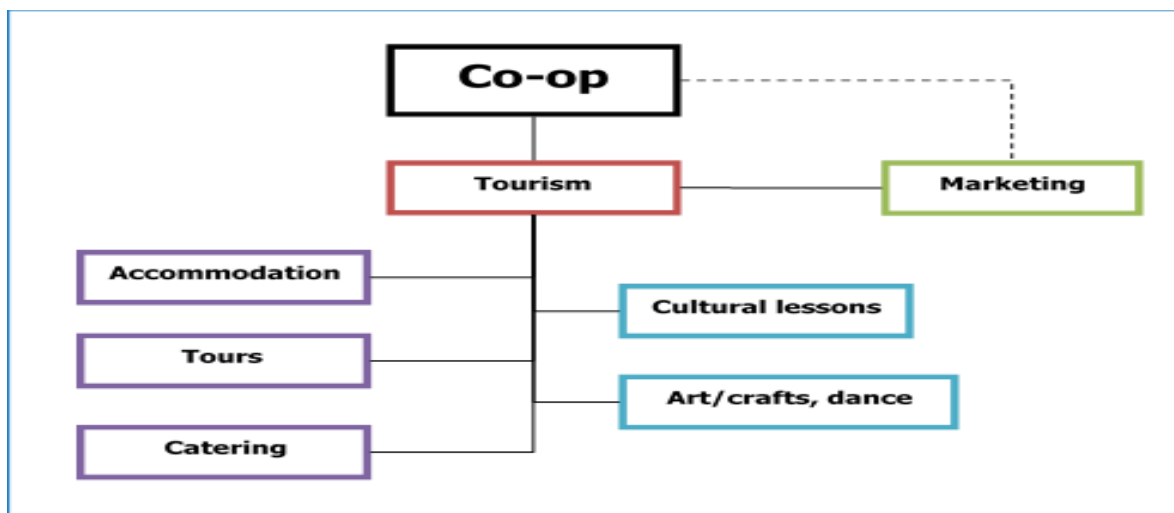 Co-op
Tourism
Marketing
Accommodation
Cultural lessons
Tours
Art/crafts, dance
Catering